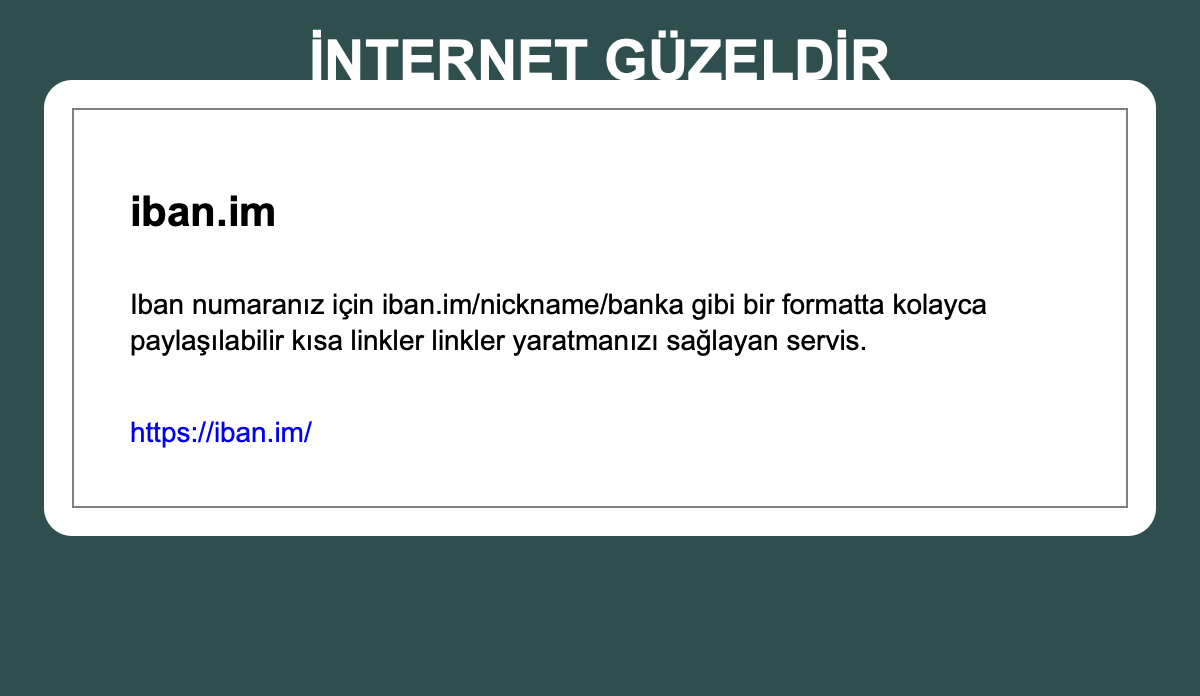 İNTERNET GÜZELDİR
iban.im
Iban numaranız için iban.im/nickname/banka gibi bir formatta kolayca
paylaşılabilir kısa linkler linkler yaratmanızı sağlayan servis.
https://iban.im/